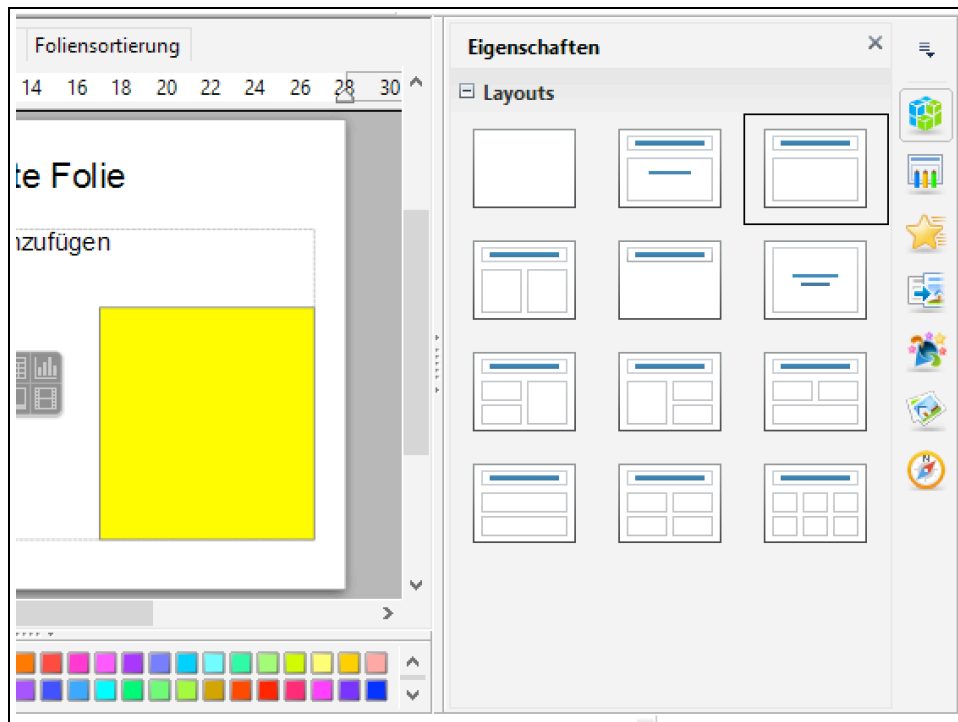 Foliensortierung
14 16 18 20 22 24 26 28 30
te Folie
nzufügen
Eigenschaften
Layouts
N